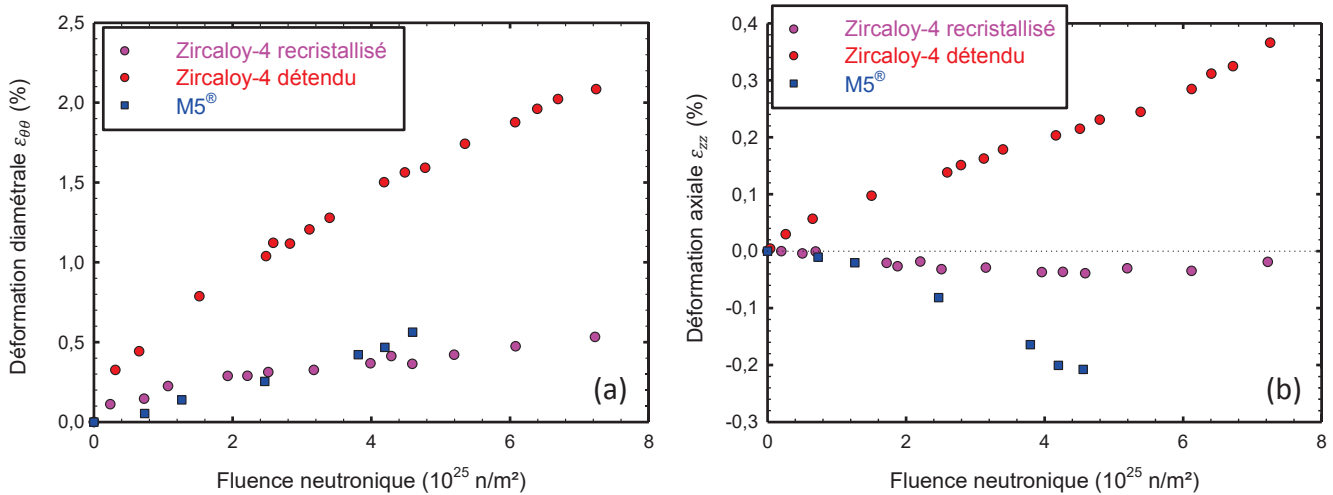 Déformation diamétrale εθθ (%)
2,5
2,0
1,5
1,0
0,5
0,0
Zircaloy-4 recristallisé
Zircaloy-4 détendu
M5®
(a)
0
2
4
6
8
Fluence neutronique (10²⁵ n/m²)
Déformation axiale εzz (%)
0,4
0,3
0,2
0,1
0,0
-0,1
-0,2
-0,3
Zircaloy-4 recristallisé
Zircaloy-4 détendu
M5®
(b)
0
2
4
6
8
Fluence neutronique (10²⁵ n/m²)